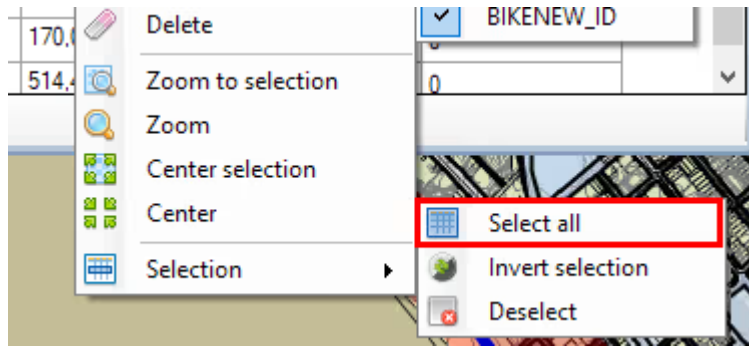 Delete
BIKENEW_ID
170,0
Zoom to selection
514,4
0
Zoom
Center selection
Center
Select all
Selection
Invert selection
Deselect